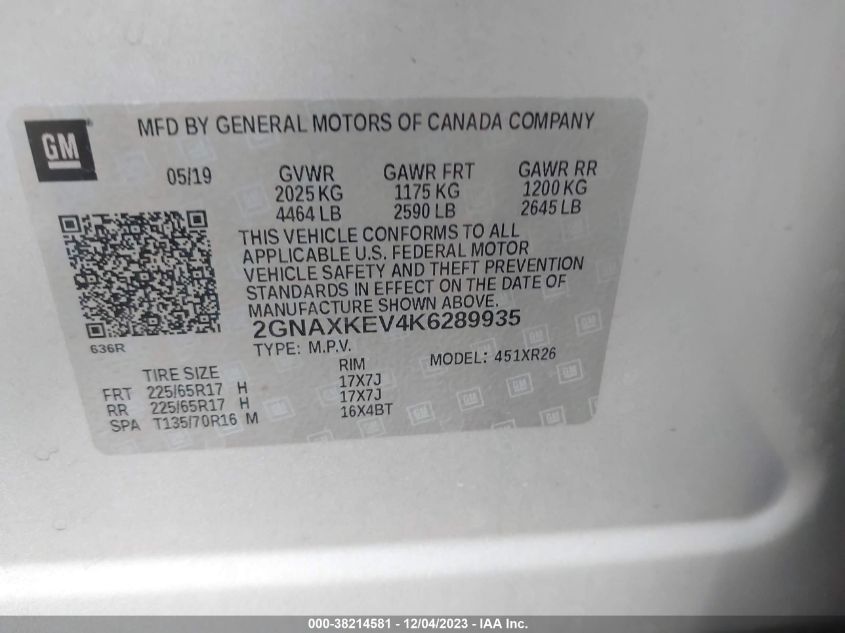 GM
MFD BY GENERAL MOTORS OF CANADA COMPANY
05/19 GVWR GAWR FRT GAWR RR
2025 KG 1175 KG 1200 KG
4464 LB 2590 LB 2645 LB
THIS VEHICLE CONFORMS TO ALL
APPLICABLE U.S. FEDERAL MOTOR
VEHICLE SAFETY AND THEFT PREVENTION
STANDARDS IN EFFECT ON THE DATE OF
MANUFACTURE SHOWN ABOVE.
2GNAXKEV4K6289935
636R
TYPE: M.P.V. MODEL: 451XR26
TIRE SIZE RIM
FRT 225/65R17 H 17X7J
RR 225/65R17 H 17X7J
SPA T135/70R16 M 16X4BT
000-38214581 - 12/04/2023 - IAA Inc.